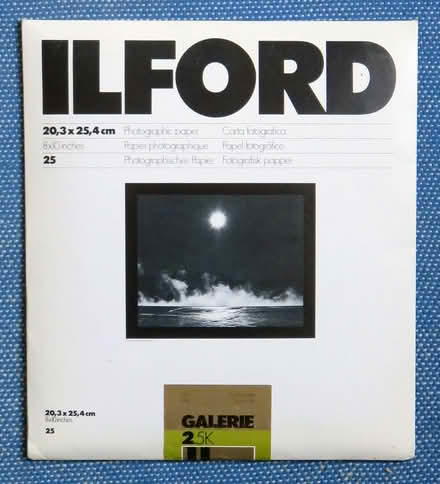 ILFORD
20,3 x 25,4 cm Photographic paper Carta fotografica
8x10 inches Papier photographique Papel fotográfico
25 Photographisches Papier Fotografisk papper
20,3 x 25,4 cm
8x10 inches
25
GALERIE
2.5K